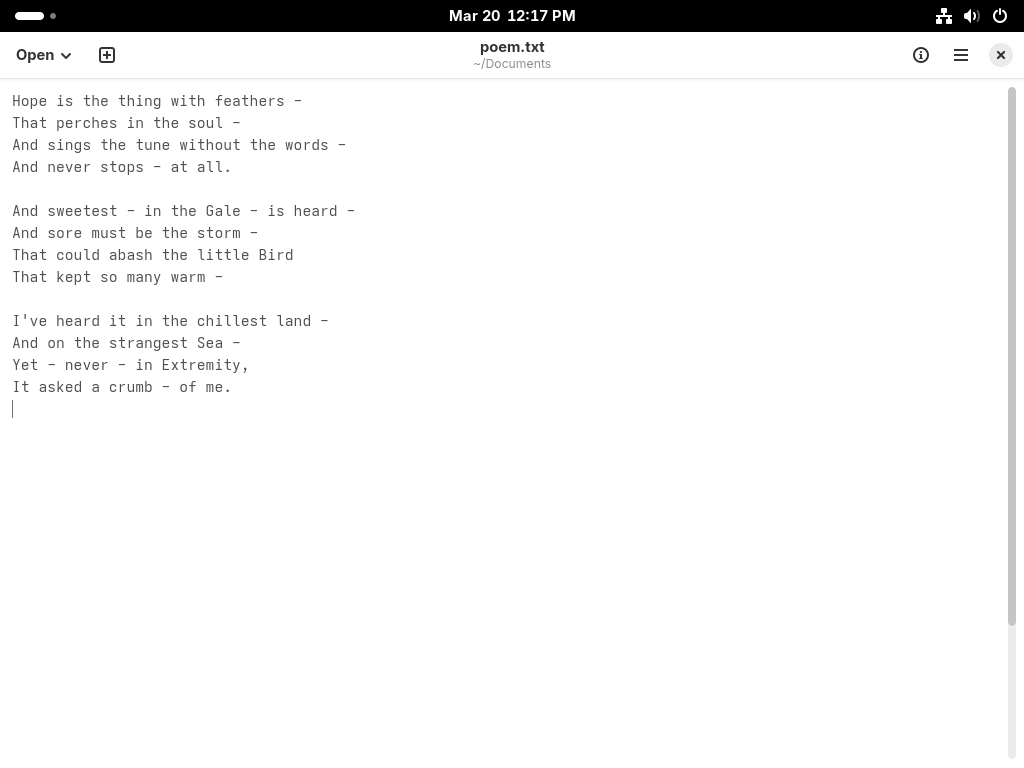 Mar 20 12:17 PM
Open
poem.txt
~/Documents
Hope is the thing with feathers -
That perches in the soul -
And sings the tune without the words -
And never stops - at all.

And sweetest - in the Gale - is heard -
And sore must be the storm -
That could abash the little Bird
That kept so many warm -

I've heard it in the chillest land -
And on the strangest Sea -
Yet - never - in Extremity,
It asked a crumb - of me.